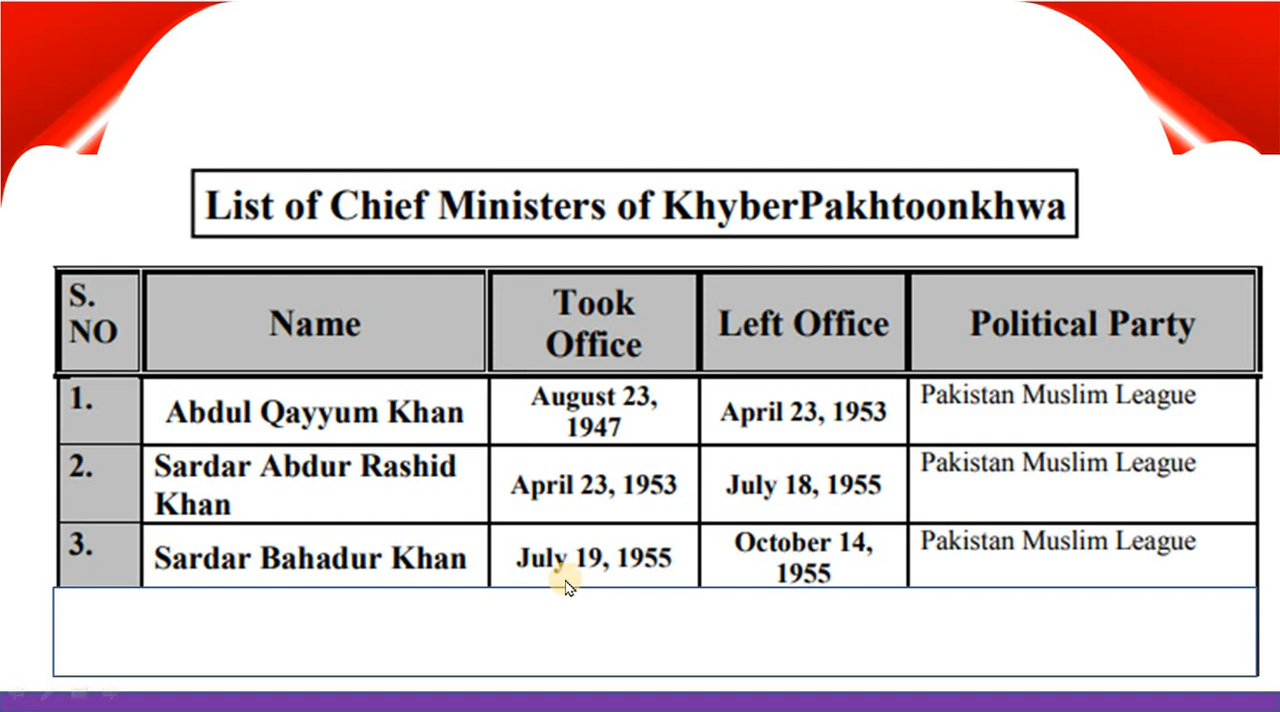 List of Chief Ministers of KhyberPakhtoonkhwa
S. NO Name Took Office Left Office Political Party
1. Abdul Qayyum Khan August 23, 1947 April 23, 1953 Pakistan Muslim League
2. Sardar Abdur Rashid Khan April 23, 1953 July 18, 1955 Pakistan Muslim League
3. Sardar Bahadur Khan July 19, 1955 October 14, 1955 Pakistan Muslim League